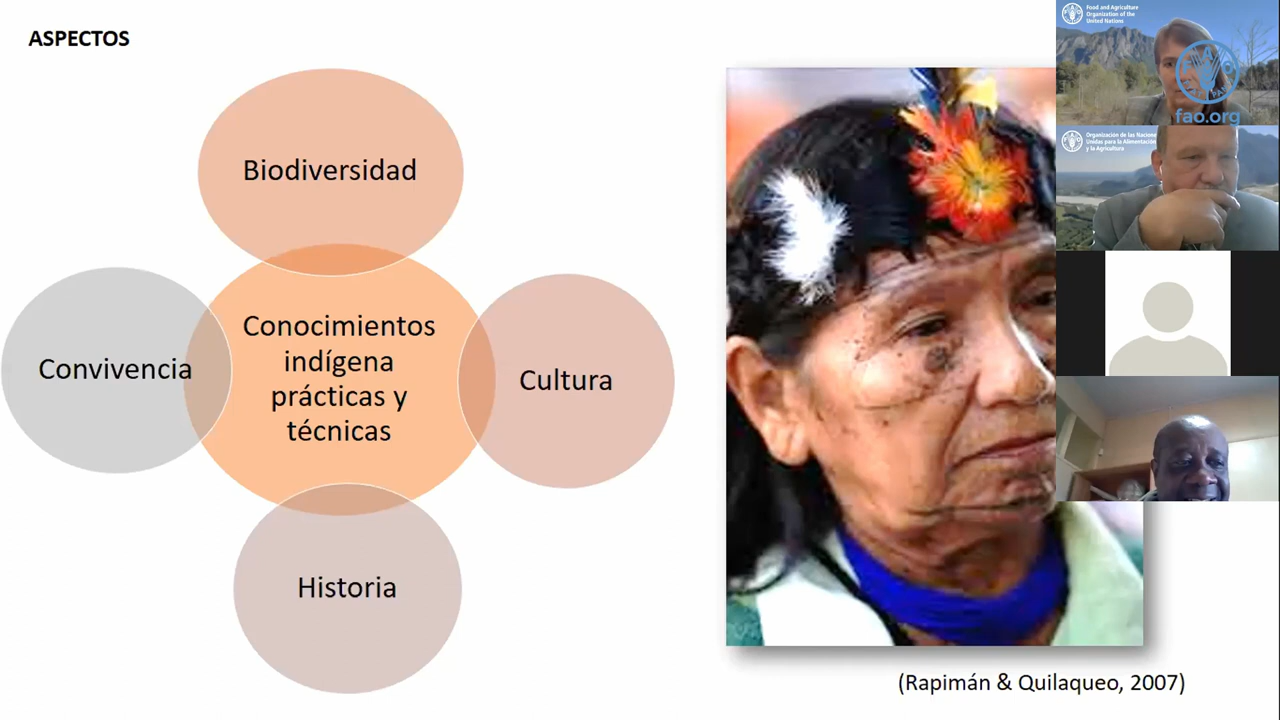 ASPECTOS
Biodiversidad
Convivencia
Conocimientos
indígena
prácticas y
técnicas
Cultura
Historia
(Rapimán & Quilaqueo, 2007)
Food and Agriculture
Organization of the
United Nations
fao.org
Organización de las Nacione
Unidas para la Alimentación
y la Agricultura